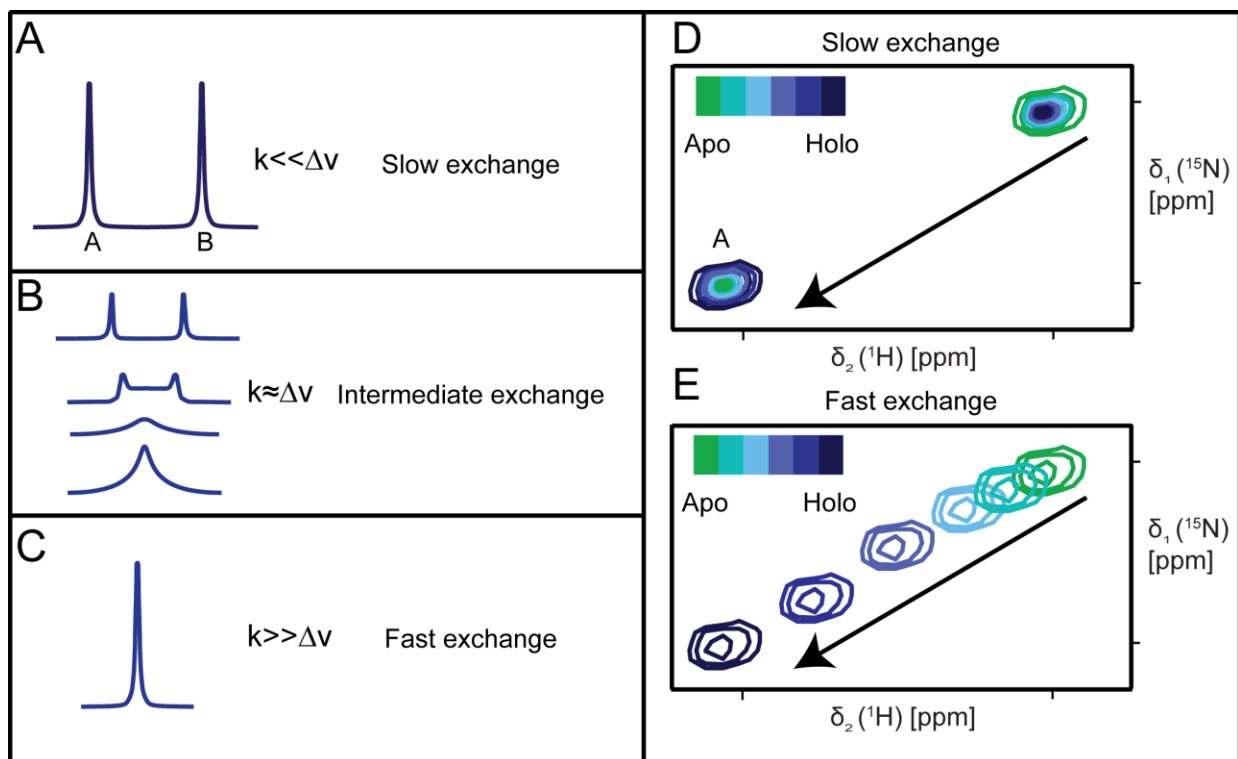 A
k<<Δv Slow exchange
A B
B
k≈Δv Intermediate exchange
C
k>>Δv Fast exchange
D
Slow exchange
Apo Holo
A
δ₁ (¹⁵N)
[ppm]
δ₂ (¹H) [ppm]
E
Fast exchange
Apo Holo
δ₁ (¹⁵N)
[ppm]
δ₂ (¹H) [ppm]